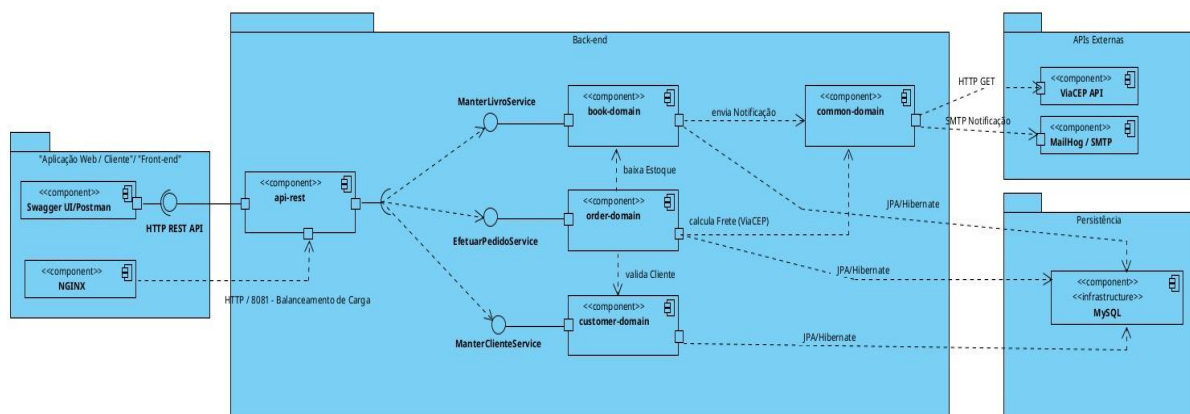 "Aplicação Web / Cliente"/ "Front-end"
<<component>>
Swagger UI/Postman
HTTP REST API
<<component>>
NGINX
HTTP / 8081 - Balanceamento de Carga
Back-end
<<component>>
api-rest
ManterLivroService
<<component>>
book-domain
envia Notificação
<<component>>
common-domain
baixa Estoque
EfetuarPedidoService
<<component>>
order-domain
calcula Frete (ViaCEP)
valida Cliente
ManterClienteService
<<component>>
customer-domain
APIs Externas
HTTP GET
<<component>>
ViaCEP API
SMTP Notificação
<<component>>
MailHog / SMTP
JPA/Hibernate
JPA/Hibernate
JPA/Hibernate
Persistência
<<component>>
<<infrastructure>>
MySQL